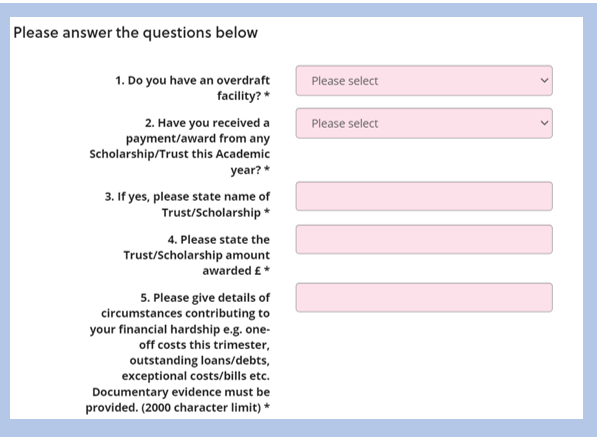 Please answer the questions below
1. Do you have an overdraft
facility? *
Please select
2. Have you received a
payment/award from any
Scholarship/Trust this Academic
year? *
Please select
3. If yes, please state name of
Trust/Scholarship *
4. Please state the
Trust/Scholarship amount
awarded £ *
5. Please give details of
circumstances contributing to
your financial hardship e.g. one-
off costs this trimester,
outstanding loans/debts,
exceptional costs/bills etc.
Documentary evidence must be
provided. (2000 character limit) *